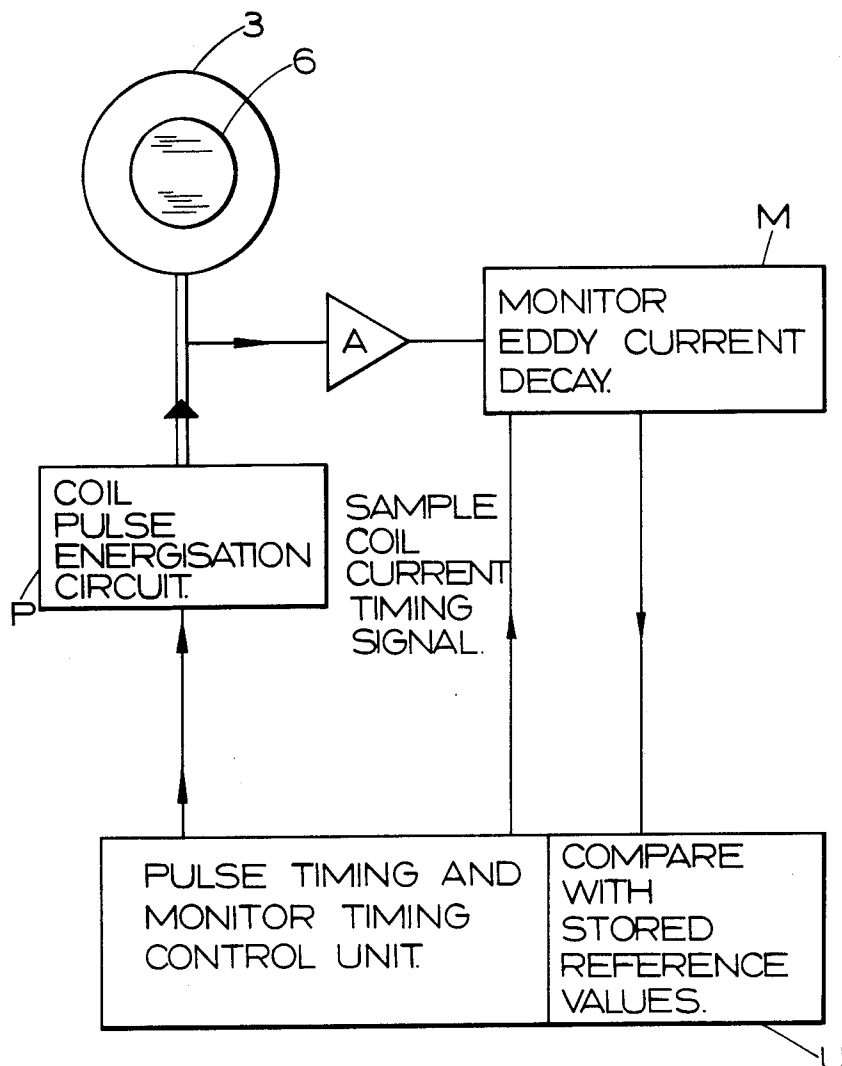 3
6
M
A
MONITOR
EDDY CURRENT
DECAY.
COIL
PULSE
ENERGISATION
CIRCUIT.
P
SAMPLE
COIL
CURRENT
TIMING
SIGNAL.
PULSE TIMING AND
MONITOR TIMING
CONTROL UNIT.
COMPARE
WITH
STORED
REFERENCE
VALUES.